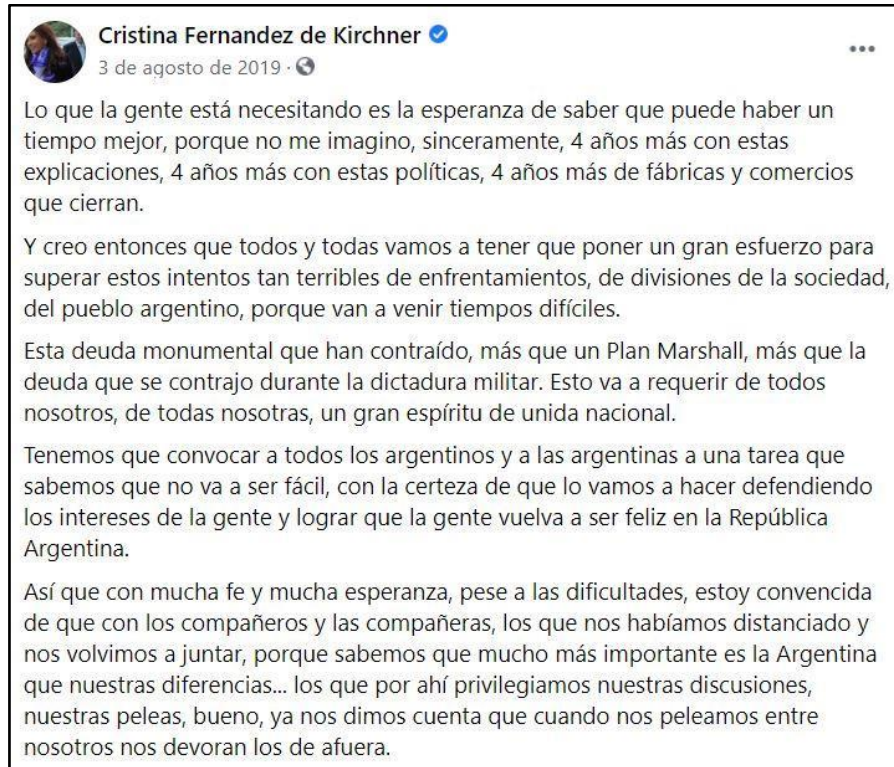 Cristina Fernandez de Kirchner
3 de agosto de 2019 ·
Lo que la gente está necesitando es la esperanza de saber que puede haber un
tiempo mejor, porque no me imagino, sinceramente, 4 años más con estas
explicaciones, 4 años más con estas políticas, 4 años más de fábricas y comercios
que cierran.
Y creo entonces que todos y todas vamos a tener que poner un gran esfuerzo para
superar estos intentos tan terribles de enfrentamientos, de divisiones de la sociedad,
del pueblo argentino, porque van a venir tiempos difíciles.
Esta deuda monumental que han contraído, más que un Plan Marshall, más que la
deuda que se contrajo durante la dictadura militar. Esto va a requerir de todos
nosotros, de todas nosotras, un gran espíritu de unida nacional.
Tenemos que convocar a todos los argentinos y a las argentinas a una tarea que
sabemos que no va a ser fácil, con la certeza de que lo vamos a hacer defendiendo
los intereses de la gente y lograr que la gente vuelva a ser feliz en la República
Argentina.
Así que con mucha fe y mucha esperanza, pese a las dificultades, estoy convencida
de que con los compañeros y las compañeras, los que nos habíamos distanciado y
nos volvimos a juntar, porque sabemos que mucho más importante es la Argentina
que nuestras diferencias... los que por ahí privilegiamos nuestras discusiones,
nuestras peleas, bueno, ya nos dimos cuenta que cuando nos peleamos entre
nosotros nos devoran los de afuera.